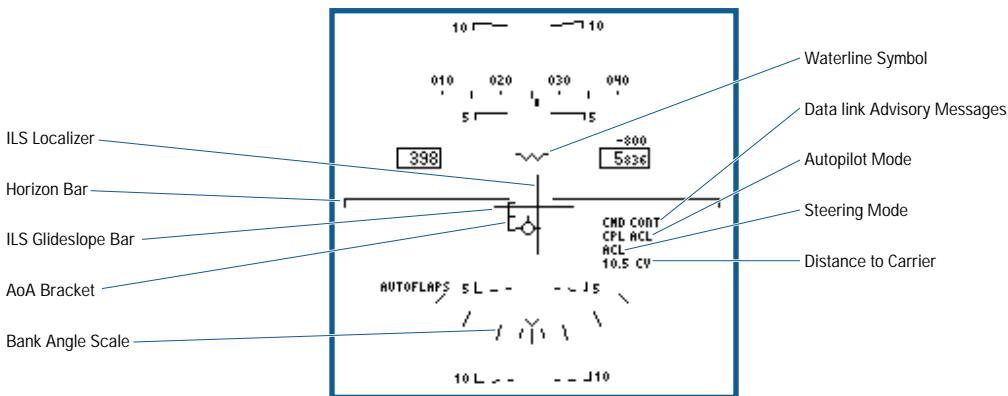 10 10
010 020 030 040
5 5
-800
398
5836
CMD CONT
CPL ACL
ACL
10.5 CV
AUTOFLAPS
5 5
10 10
ILS Localizer
Horizon Bar
ILS Glideslope Bar
AoA Bracket
Bank Angle Scale
Waterline Symbol
Data link Advisory Messages
Autopilot Mode
Steering Mode
Distance to Carrier